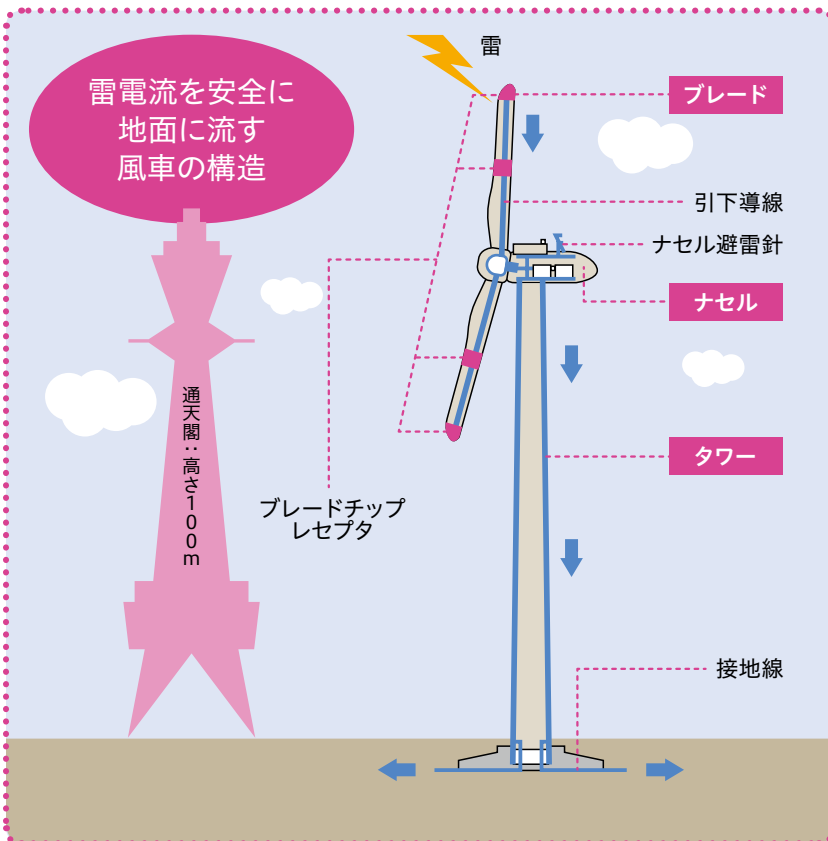 雷
雷電流を安全に
地面に流す
風車の構造
ブレード
引下導線
ナセル避雷針
ナセル
通天閣：高さ100m
タワー
ブレードチップ
レセプタ
接地線